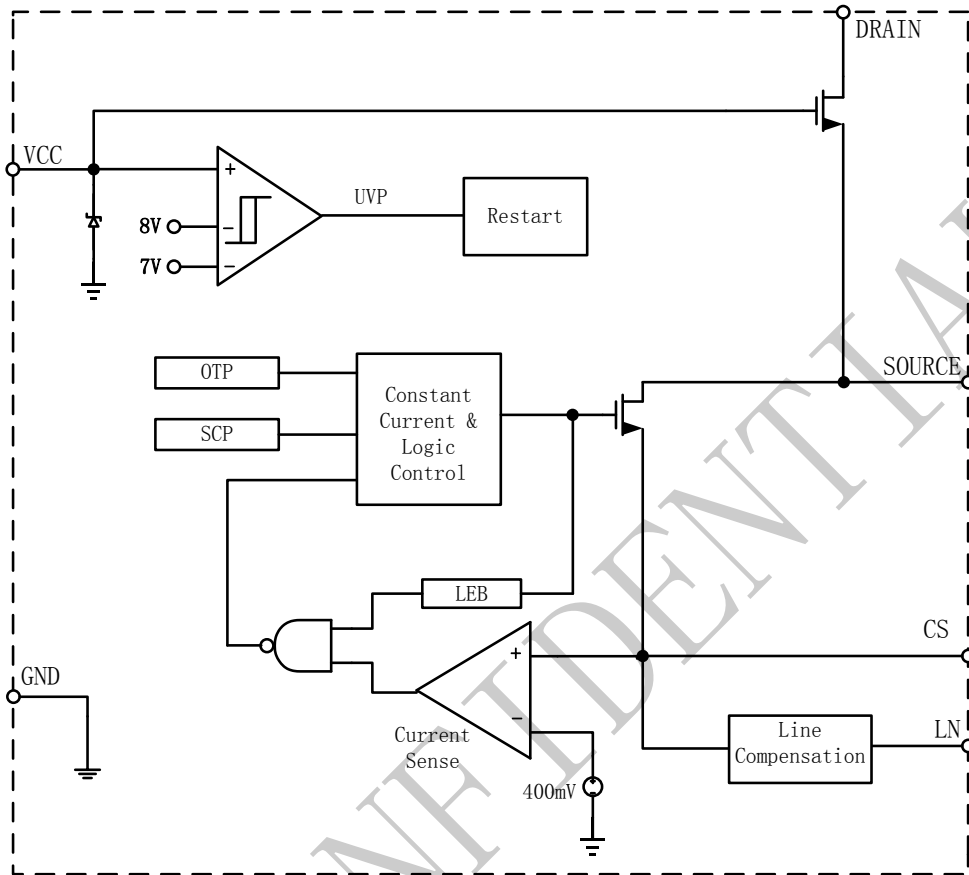 DRAIN
VCC
+
UVP
Restart
8V
-
7V
-
OTP
SCP
Constant
Current &
Logic
Control
SOURCE
LEB
CS
+
GND
-
Current
Sense
Line
Compensation
LN
400mV
NFIDENTIA